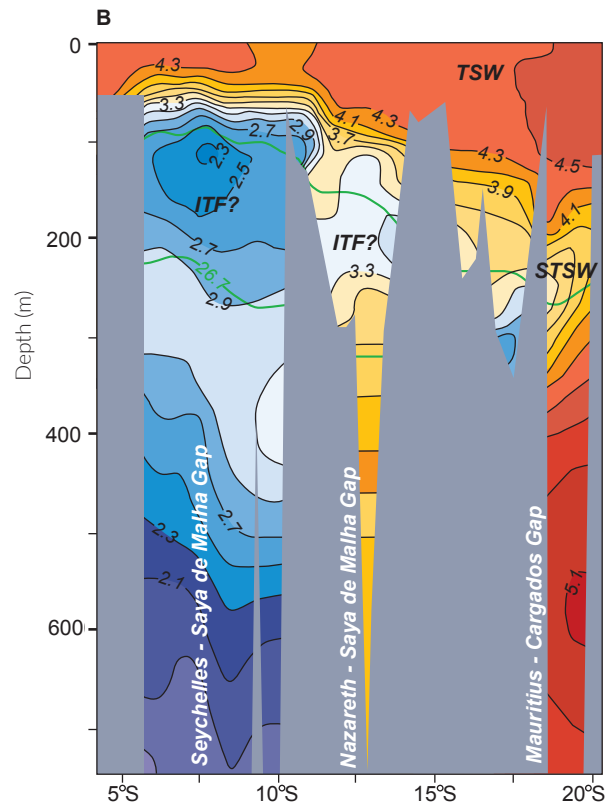 B
0
200
400
600
Depth (m)
5°S
10°S
15°S
20°S
4.3
3.3
2.7
2.9
4.1
3.7
4.3
TSW
4.3
4.5
3.9
4.1
2.3
2.5
ITF?
2.7
26.7
2.9
ITF?
3.3
STSW
2.7
2.3
2.1
5.1
Seychelles - Saya de Malha Gap
Nazareth - Saya de Malha Gap
Mauritius - Cargados Gap